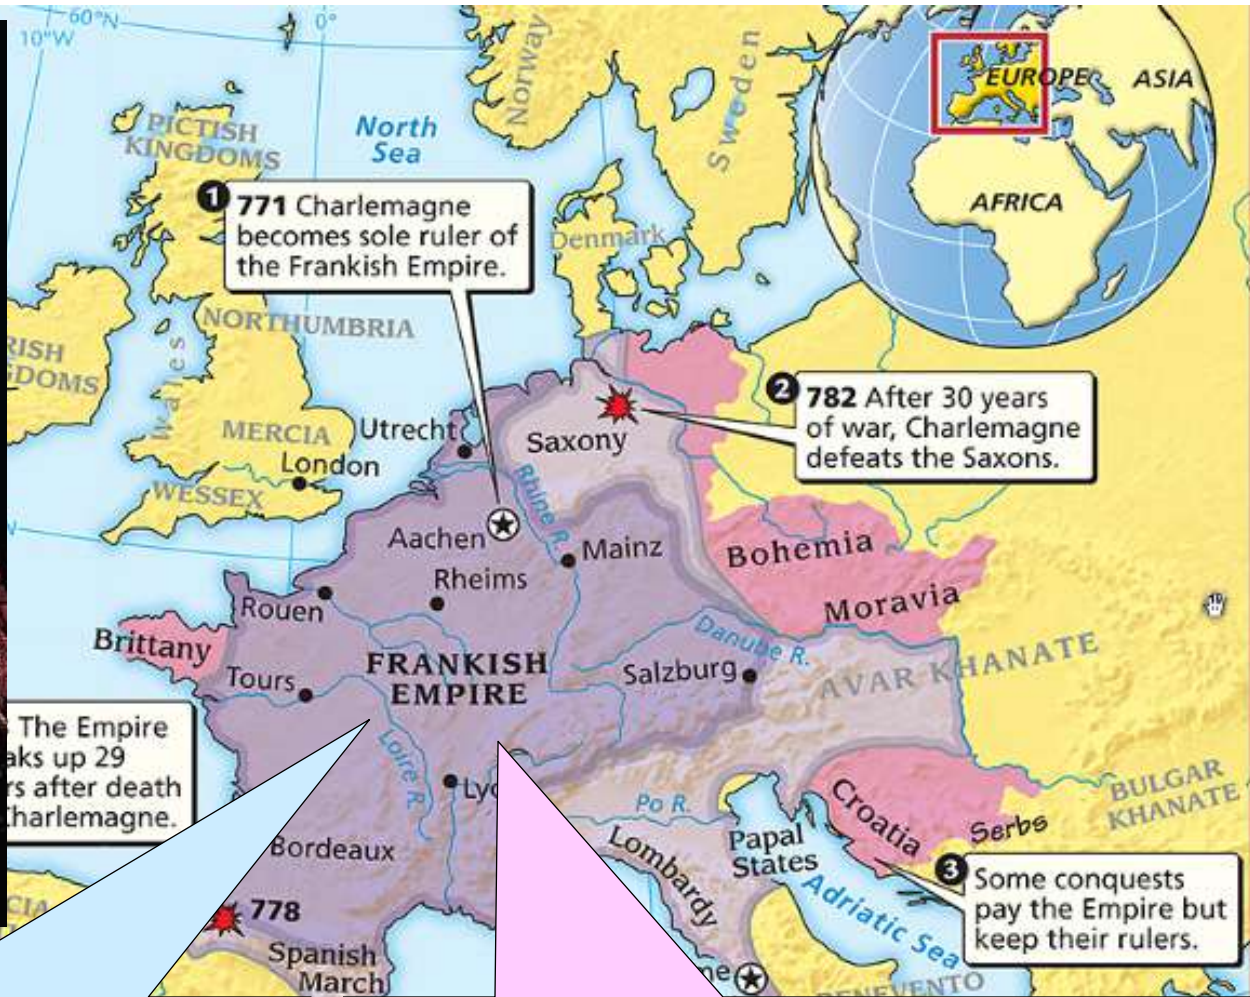 60°N
10°W
0°
Norway
Sweden
EUROPE
ASIA
AFRICA
PICTISH
KINGDOMS
North
Sea
1 771 Charlemagne
becomes sole ruler of
the Frankish Empire.
Denmark
NORTHUMBRIA
Wales
MERCIA
London
WESSEX
Utrecht
Saxony
2 782 After 30 years
of war, Charlemagne
defeats the Saxons.
Rhine R.
Aachen
Mainz
Rheims
Rouen
Bohemia
Moravia
Brittany
Tours
FRANKISH
EMPIRE
Danube R.
Salzburg
AVAR KHANATE
The Empire
up 29
after death
Charlemagne.
Loire R.
Po R.
Croatia
Serbs
BULGAR
KHANATE
Bordeaux
Lombardy
Papal
States
Adriatic Sea
3 Some conquests
pay the Empire but
keep their rulers.
778
Spanish
March
BENEVENTO